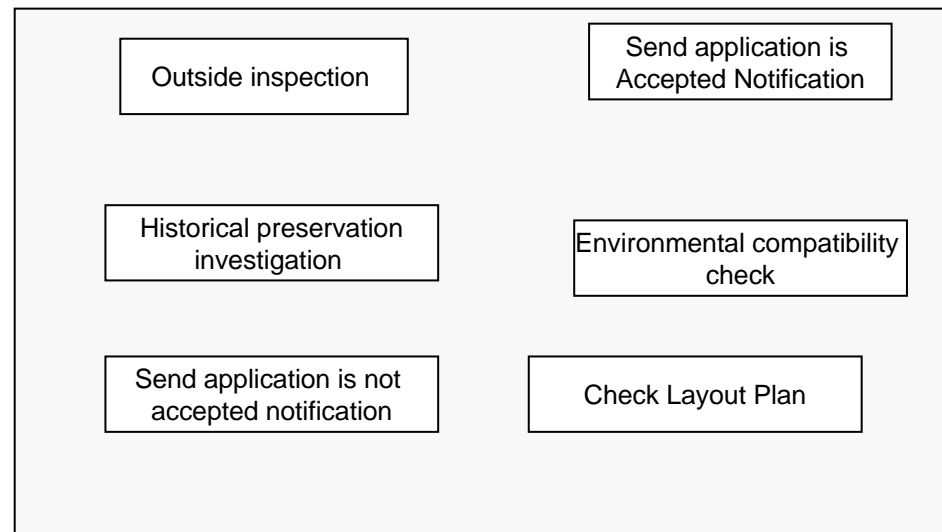 Outside inspection
Send application is
Accepted Notification
Historical preservation
investigation
Environmental compatibility
check
Send application is not
accepted notification
Check Layout Plan